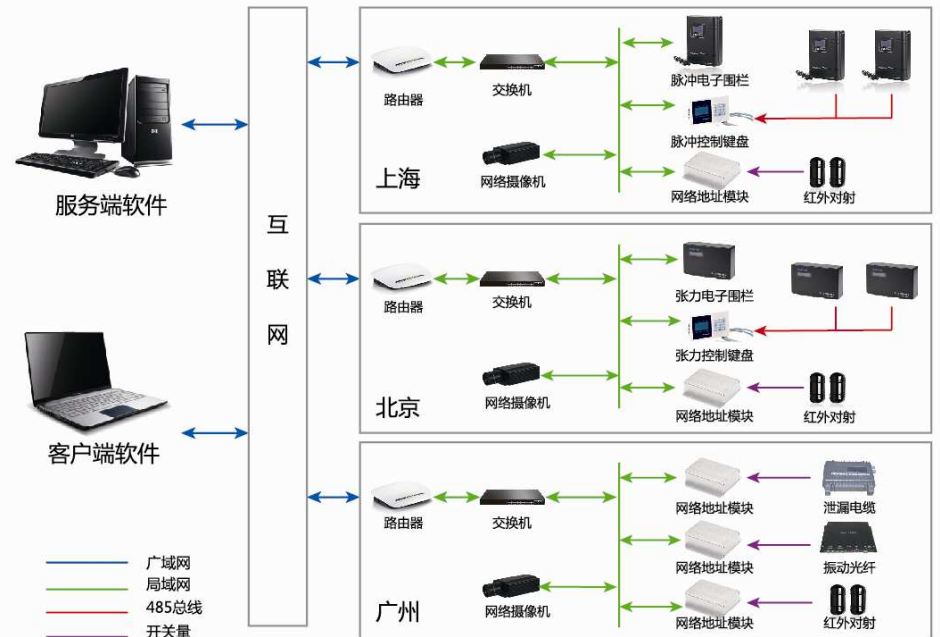 服务端软件
客户端软件
广域网
局域网
485总线
开关量
互
联
网
路由器
交换机
脉冲电子围栏
脉冲控制键盘
上海
网络摄像机
网络地址模块
红外对射
路由器
交换机
张力电子围栏
张力控制键盘
北京
网络摄像机
网络地址模块
红外对射
路由器
交换机
网络地址模块
泄漏电缆
网络地址模块
振动光纤
广州
网络摄像机
网络地址模块
红外对射